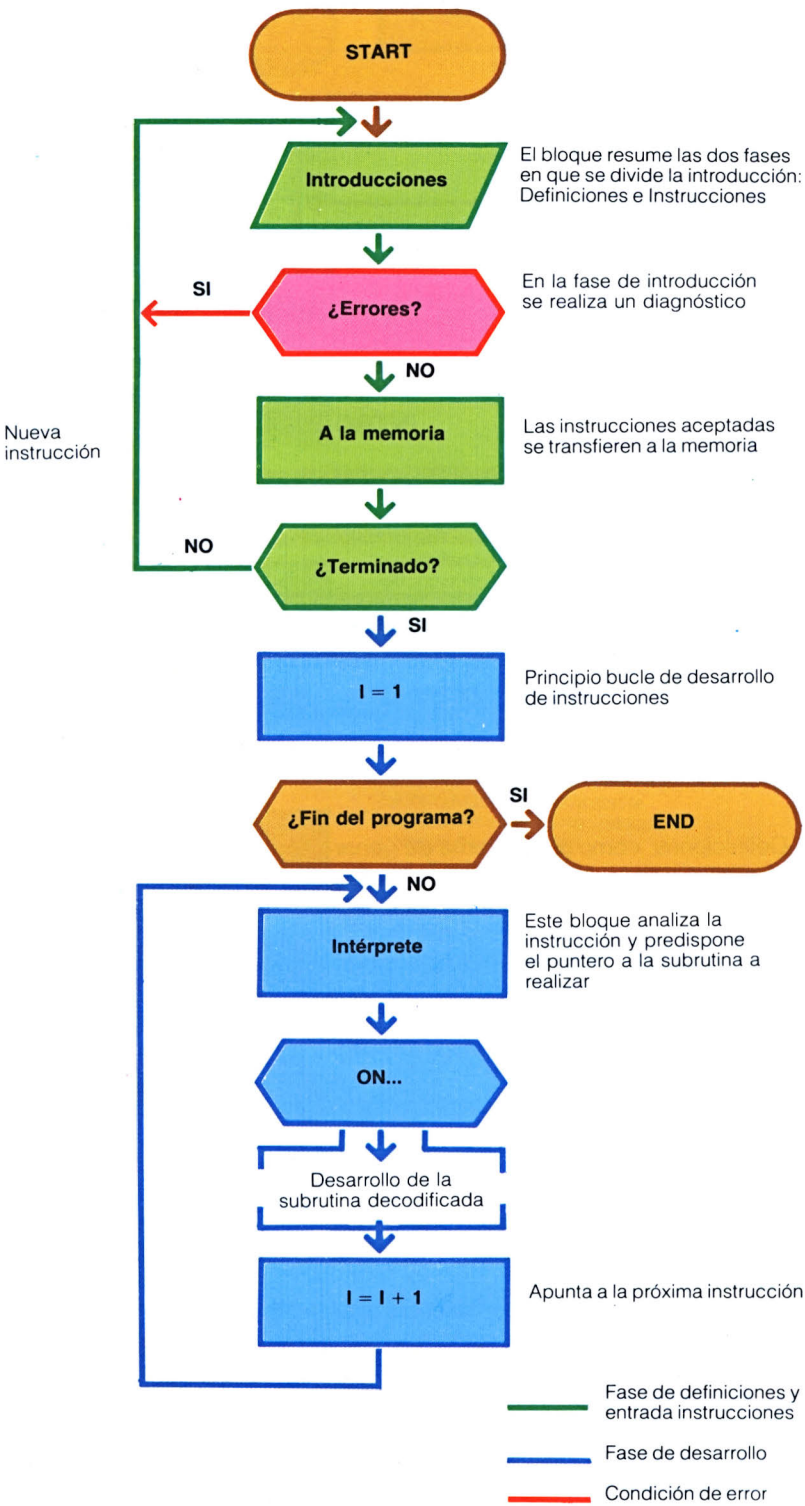 START
Introducciones
El bloque resume las dos fases
en que se divide la introducción:
Definiciones e Instrucciones
SI
¿Errores?
En la fase de introducción
se realiza un diagnóstico
NO
Nueva
instrucción
A la memoria
Las instrucciones aceptadas
se transfieren a la memoria
NO
¿Terminado?
SI
I = 1
Principio bucle de desarrollo
de instrucciones
¿Fin del programa?
SI
END
NO
Intérprete
Este bloque analiza la
instrucción y predispone
el puntero a la subrutina a
realizar
ON...
Desarrollo de la
subrutina decodificada
I = I + 1
Apunta a la próxima instrucción
Fase de definiciones y
entrada instrucciones
Fase de desarrollo
Condición de error